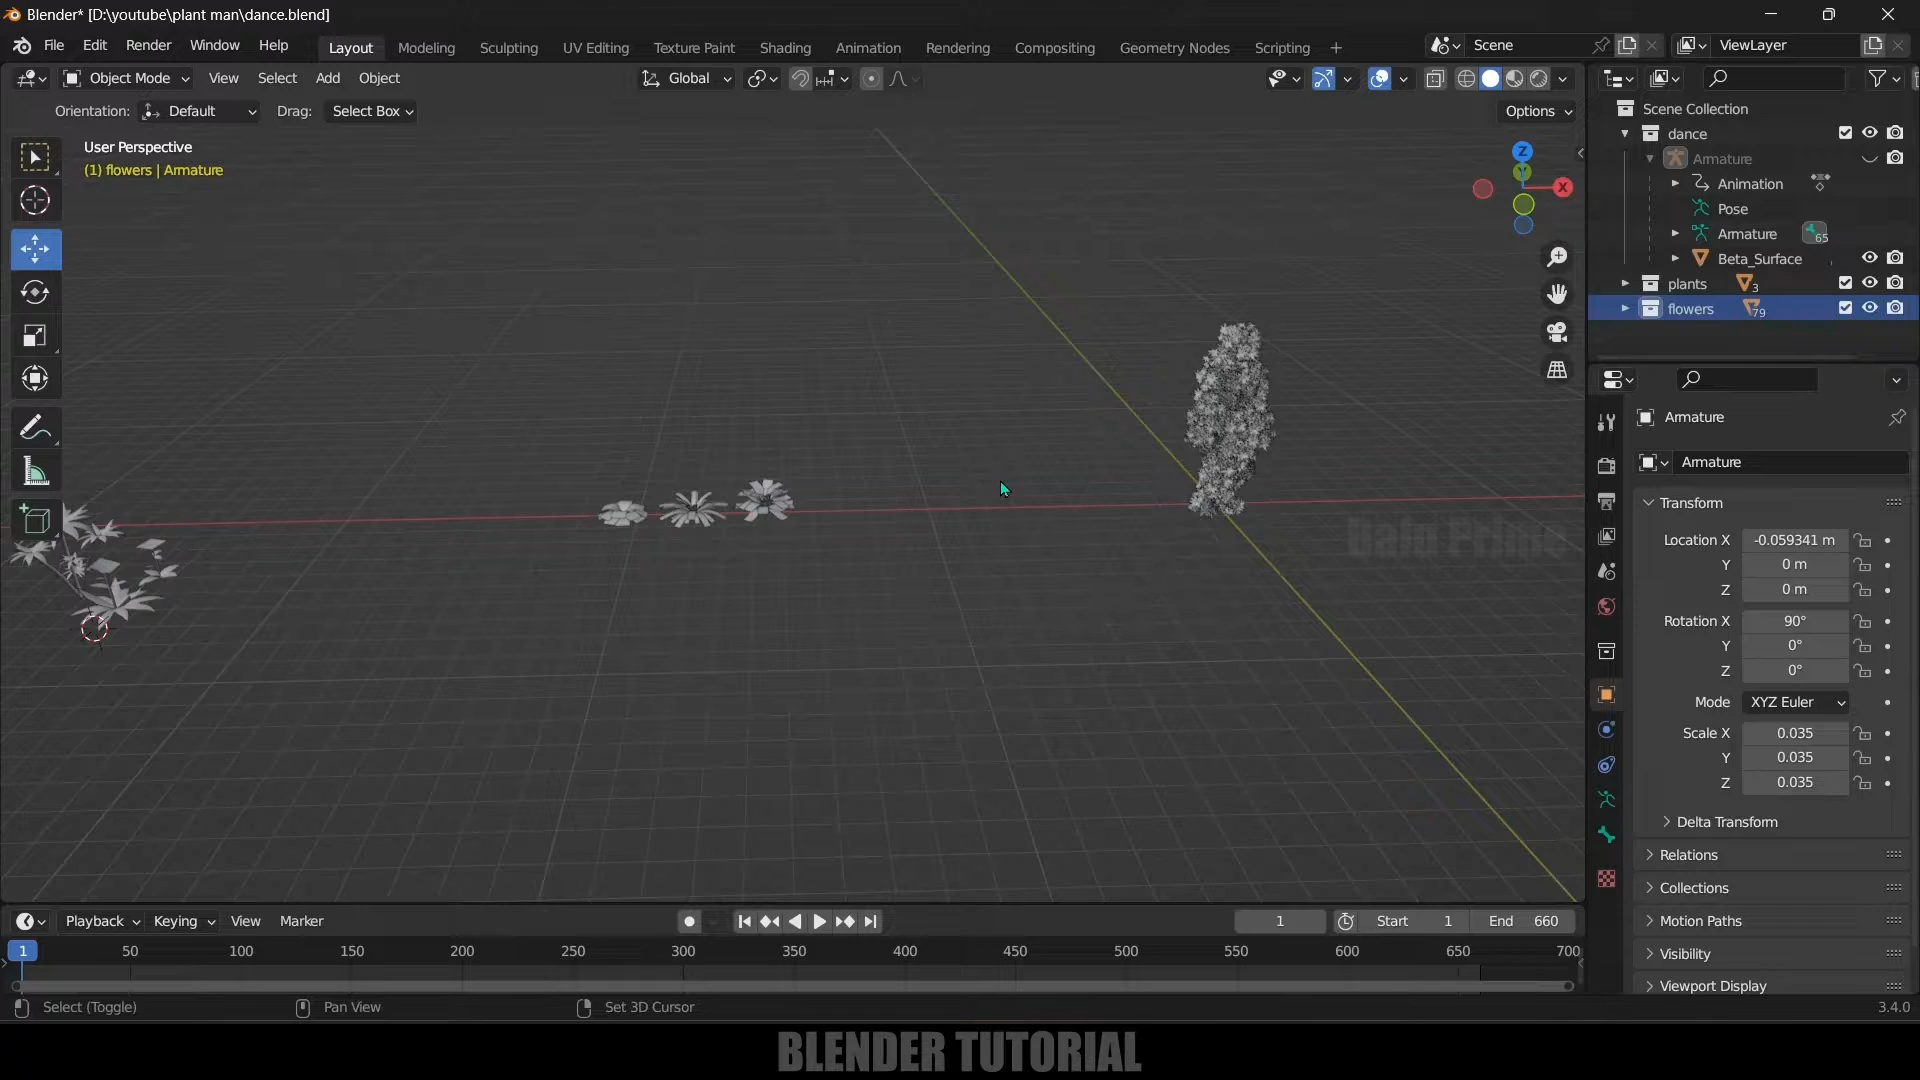 Blender* [D:\youtube\plant man\dance.blend]
File Edit Render Window Help
Layout Modeling Sculpting UV Editing Texture Paint Shading Animation Rendering Compositing Geometry Nodes Scripting +
Scene
ViewLayer
Object Mode View Select Add Object
Global
Orientation: Default Drag: Select Box
Options
User Perspective
(1) flowers | Armature
Z
Y
X
Scene Collection
dance
Armature
Animation
Pose
Armature 65
Beta_Surface
plants 3
flowers 79
Armature
Armature
Transform
Location X -0.059341 m
Y 0 m
Z 0 m
Rotation X 90°
Y 0°
Z 0°
Mode XYZ Euler
Scale X 0.035
Y 0.035
Z 0.035
Delta Transform
Relations
Collections
Motion Paths
Visibility
Viewport Display
Balu Prime
Playback Keying View Marker
1
Start 1
End 660
1 50 100 150 200 250 300 350 400 450 500 550 600 650 700
Select (Toggle)
Pan View
Set 3D Cursor
3.4.0
BLENDER TUTORIAL